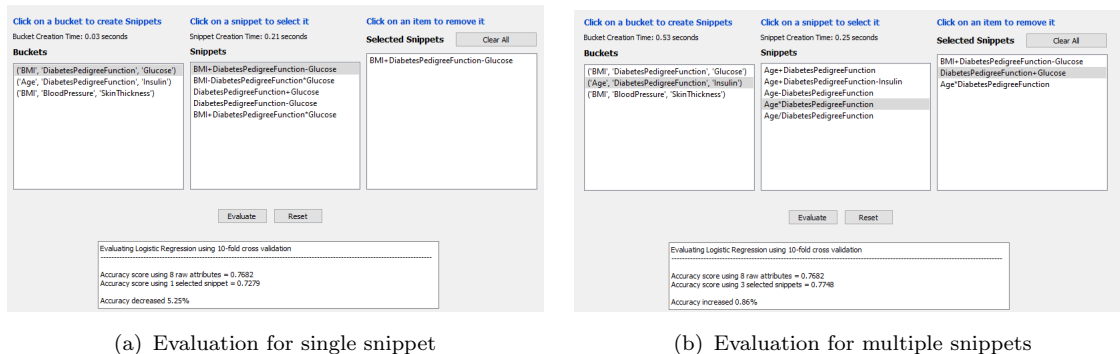 Click on a bucket to create Snippets
Bucket Creation Time: 0.03 seconds
Buckets
('BMI', 'DiabetesPedigreeFunction', 'Glucose')
('Age', 'DiabetesPedigreeFunction', 'Insulin')
('BMI', 'BloodPressure', 'SkinThickness')
Click on a snippet to select it
Snippet Creation Time: 0.21 seconds
Snippets
BMI+DiabetesPedigreeFunction-Glucose
BMI-DiabetesPedigreeFunction*Glucose
DiabetesPedigreeFunction+Glucose
DiabetesPedigreeFunction-Glucose
BMI+DiabetesPedigreeFunction*Glucose
Click on an item to remove it
Selected Snippets
Clear All
BMI+DiabetesPedigreeFunction-Glucose
Evaluate
Reset
Evaluating Logistic Regression using 10-fold cross validation
Accuracy score using 8 raw attributes = 0.7682
Accuracy score using 1 selected snippet = 0.7279
Accuracy decreased 5.25%
(a) Evaluation for single snippet
Click on a bucket to create Snippets
Bucket Creation Time: 0.53 seconds
Buckets
('BMI', 'DiabetesPedigreeFunction', 'Glucose')
('Age', 'DiabetesPedigreeFunction', 'Insulin')
('BMI', 'BloodPressure', 'SkinThickness')
Click on a snippet to select it
Snippet Creation Time: 0.25 seconds
Snippets
Age+DiabetesPedigreeFunction
Age+DiabetesPedigreeFunction-Insulin
Age-DiabetesPedigreeFunction
Age*DiabetesPedigreeFunction
Age/DiabetesPedigreeFunction
Click on an item to remove it
Selected Snippets
Clear All
BMI+DiabetesPedigreeFunction-Glucose
DiabetesPedigreeFunction+Glucose
Age*DiabetesPedigreeFunction
Evaluate
Reset
Evaluating Logistic Regression using 10-fold cross validation
Accuracy score using 8 raw attributes = 0.7682
Accuracy score using 3 selected snippets = 0.7748
Accuracy increased 0.86%
(b) Evaluation for multiple snippets